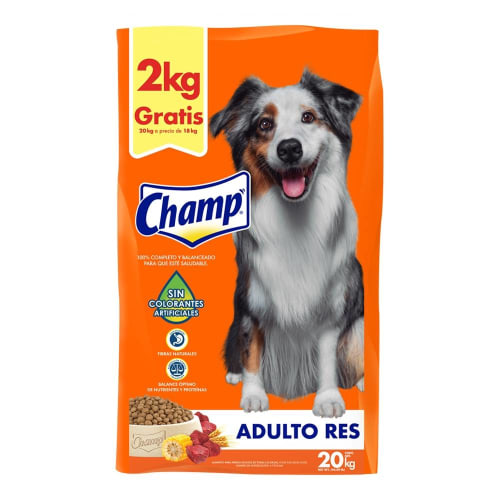 2kg
Gratis
20kg a precio de 18kg
Champ
100% COMPLETO Y BALANCEADO
PARA QUE ESTÉ SALUDABLE.
SIN
COLORANTES
ARTIFICIALES
FIBRAS NATURALES
BALANCE ÓPTIMO
DE NUTRIENTES Y PROTEÍNAS
Champ
ADULTO RES
20kg